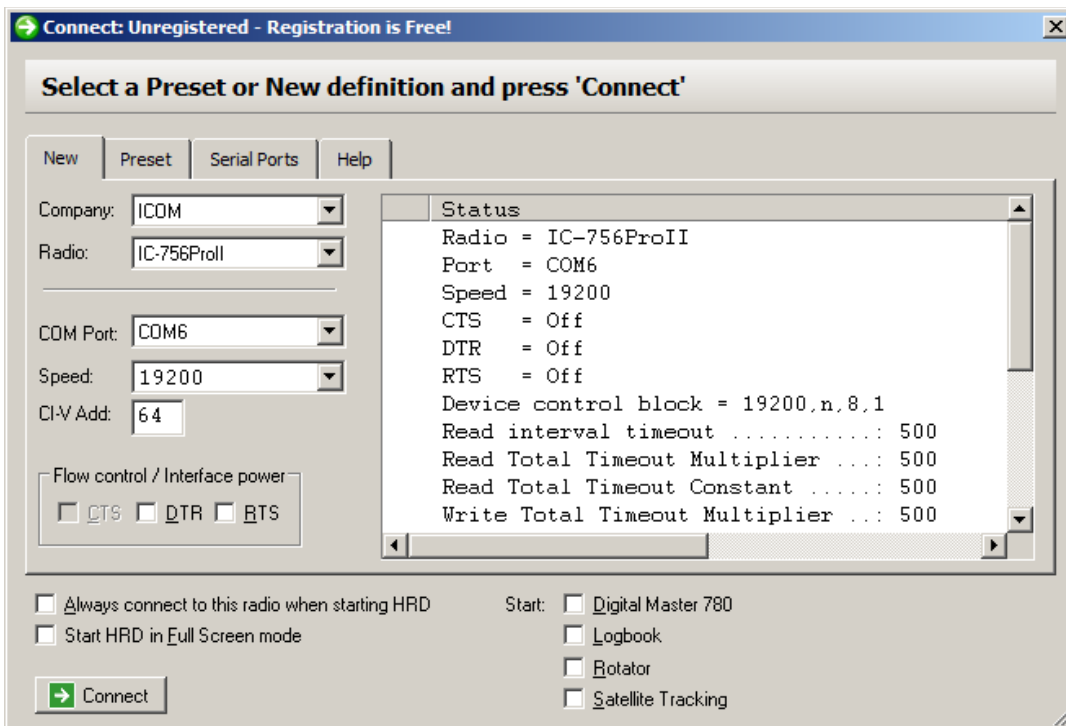 Connect: Unregistered - Registration is Free!
Select a Preset or New definition and press 'Connect'
New Preset Serial Ports Help
Company: ICOM
Radio: IC-756ProII
COM Port: COM6
Speed: 19200
CI-V Add: 64
Flow control / Interface power
CTS DTR RTS
Status
Radio = IC-756ProII
Port = COM6
Speed = 19200
CTS = Off
DTR = Off
RTS = Off
Device control block = 19200,n,8,1
Read interval timeout ...........: 500
Read Total Timeout Multiplier ...: 500
Read Total Timeout Constant .....: 500
Write Total Timeout Multiplier ..: 500
Always connect to this radio when starting HRD
Start HRD in Full Screen mode
Start: Digital Master 780
Logbook
Rotator
Satellite Tracking
Connect